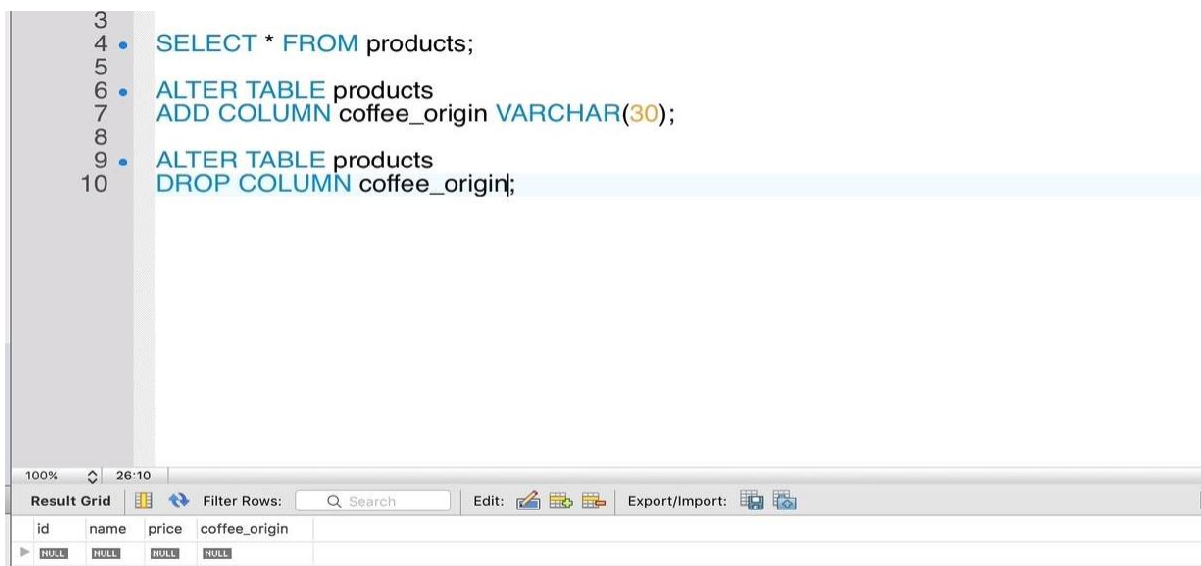 3
4 SELECT * FROM products;
5
6 ALTER TABLE products
7 ADD COLUMN coffee_origin VARCHAR(30);
8
9 ALTER TABLE products
10 DROP COLUMN coffee_origin;
100% 26:10
Result Grid Filter Rows: Search Edit: Export/Import:
id name price coffee_origin
NULL NULL NULL NULL